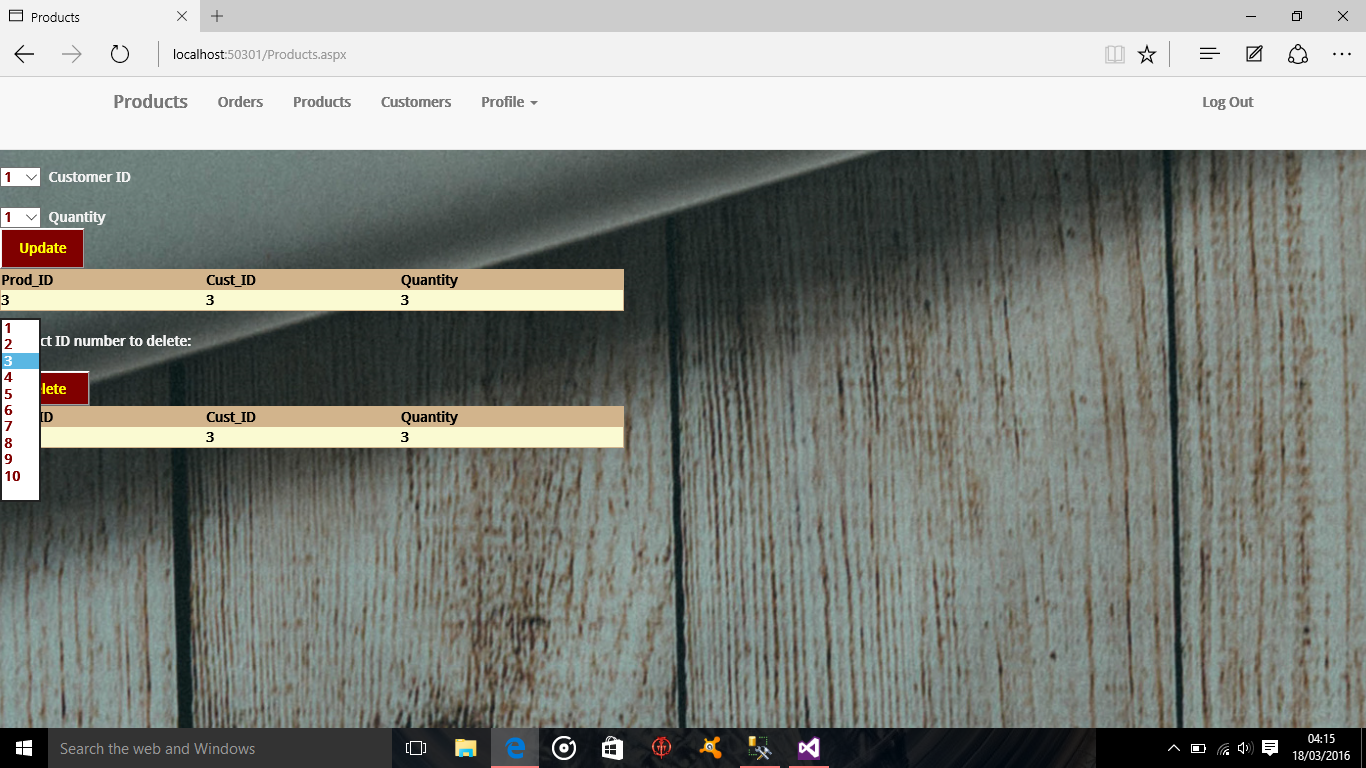 Products
localhost:50301/Products.aspx
Products Orders Products Customers Profile Log Out
1 Customer ID
1 Quantity
Update
Prod_ID Cust_ID Quantity
3 3 3
1
2
3
4
5
6
7
8
9
10
ct ID number to delete:
lete
ID Cust_ID Quantity
3 3
Search the web and Windows
04:15
18/03/2016